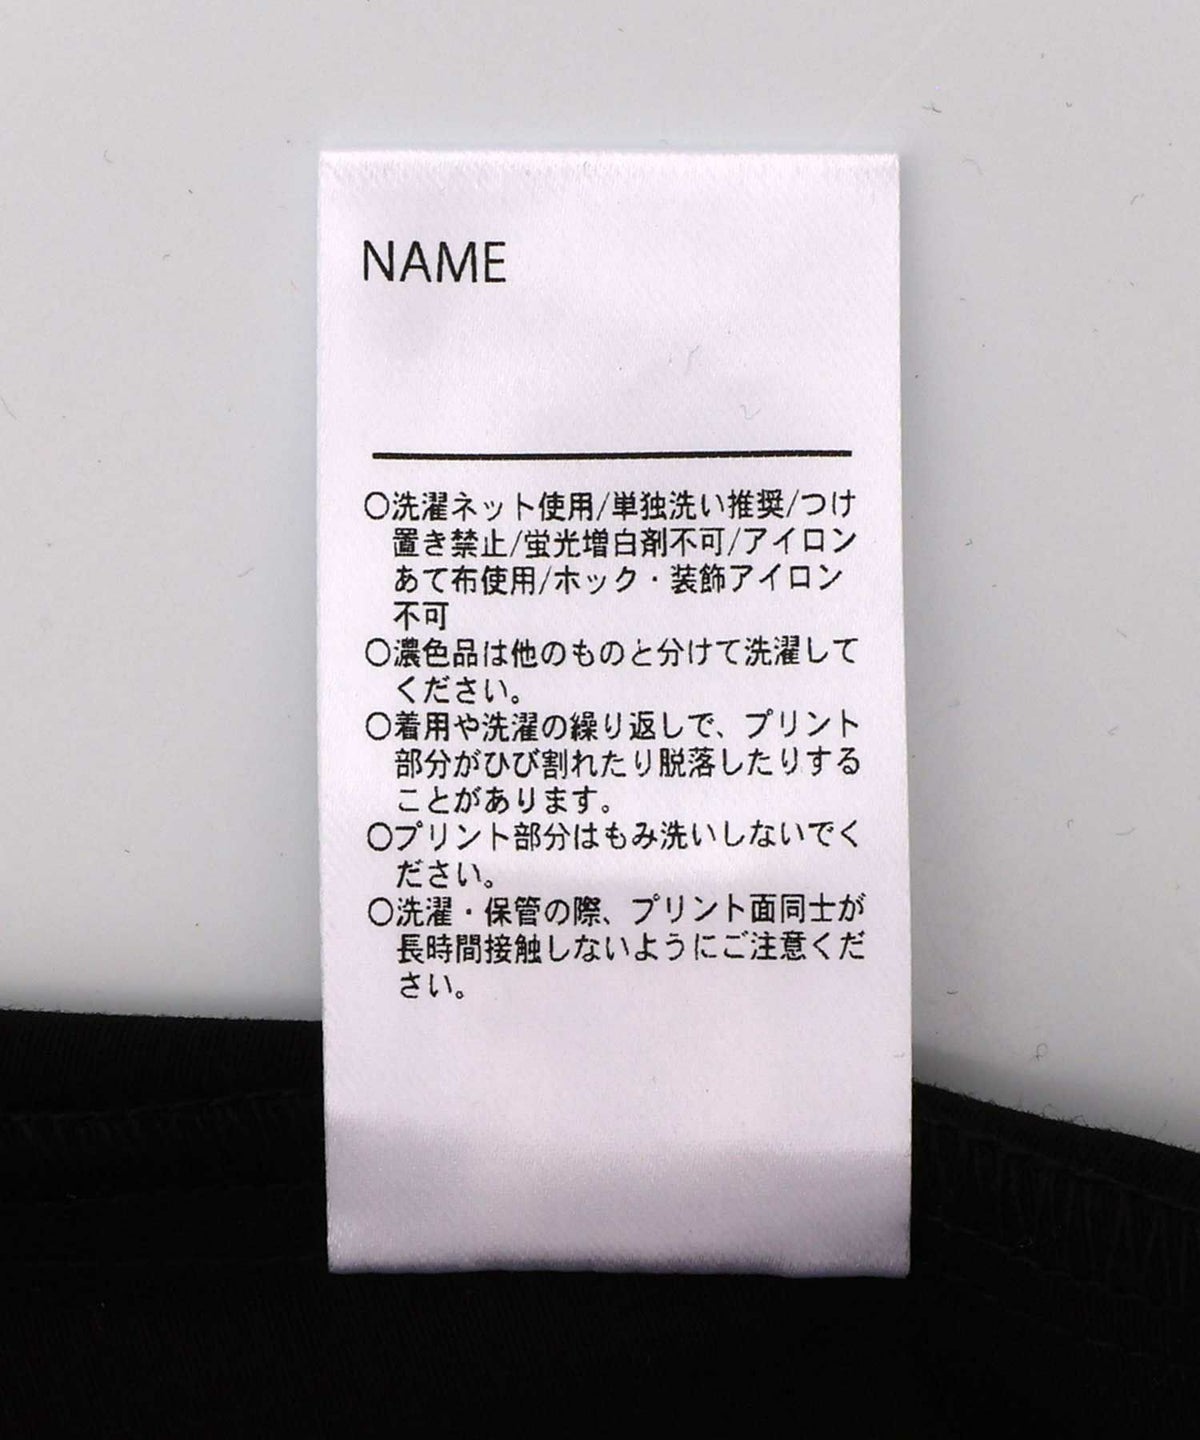 NAME
○洗濯ネット使用/単独洗い推奨/つけ
置き禁止/蛍光増白剤不可/アイロン
あて布使用/ホック・装飾アイロン
不可
○濃色品は他のものと分けて洗濯して
ください。
○着用や洗濯の繰り返しで、プリント
部分がひび割れたり脱落したりする
ことがあります。
○プリント部分はもみ洗いしないでく
ださい。
○洗濯・保管の際、プリント面同士が
長時間接触しないようにご注意くだ
さい。